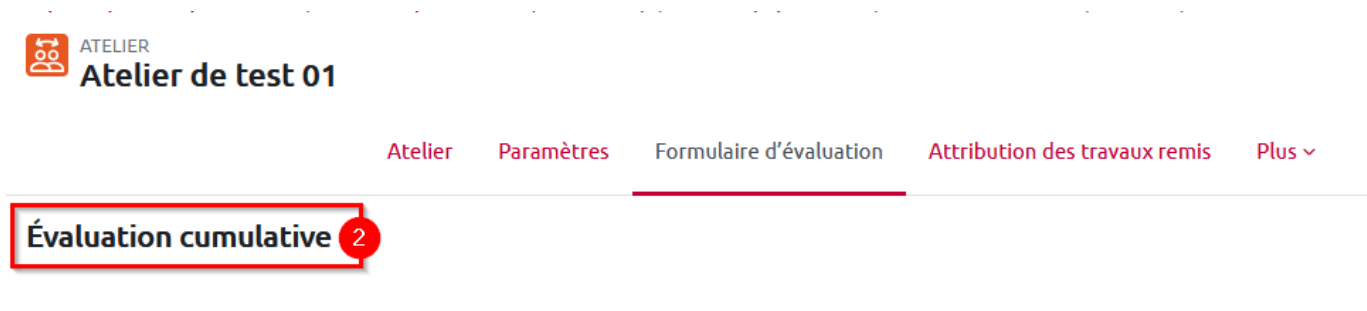 ATELIER
Atelier de test 01
Atelier Paramètres Formulaire d'évaluation Attribution des travaux remis Plus
Évaluation cumulative 2